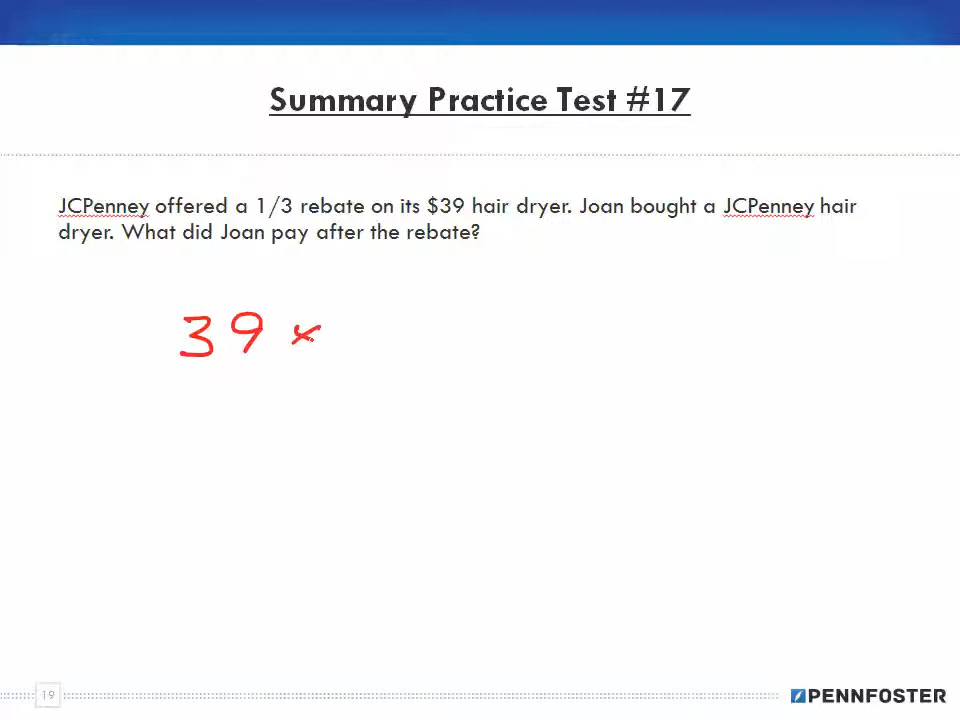 Summary Practice Test #17
JCPenney offered a 1/3 rebate on its $39 hair dryer. Joan bought a JCPenney hair
dryer. What did Joan pay after the rebate?
39 ×
19
PENNFOSTER